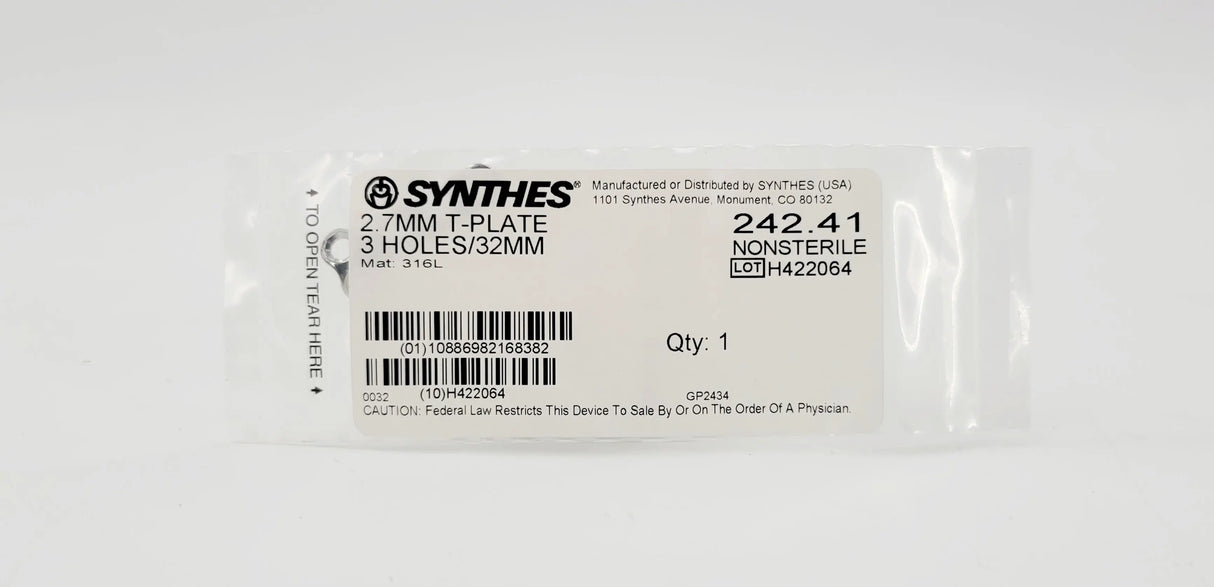 SYNTHES®
Manufactured or Distributed by SYNTHES (USA)
1101 Synthes Avenue, Monument, CO 80132
2.7MM T-PLATE
3 HOLES/32MM
Mat: 316L
242.41
NONSTERILE
LOT H422064
(01)10886982168382
Qty: 1
(10)H422064
0032
GP2434
CAUTION: Federal Law Restricts This Device To Sale By Or On The Order Of A Physician.
TO OPEN TEAR HERE